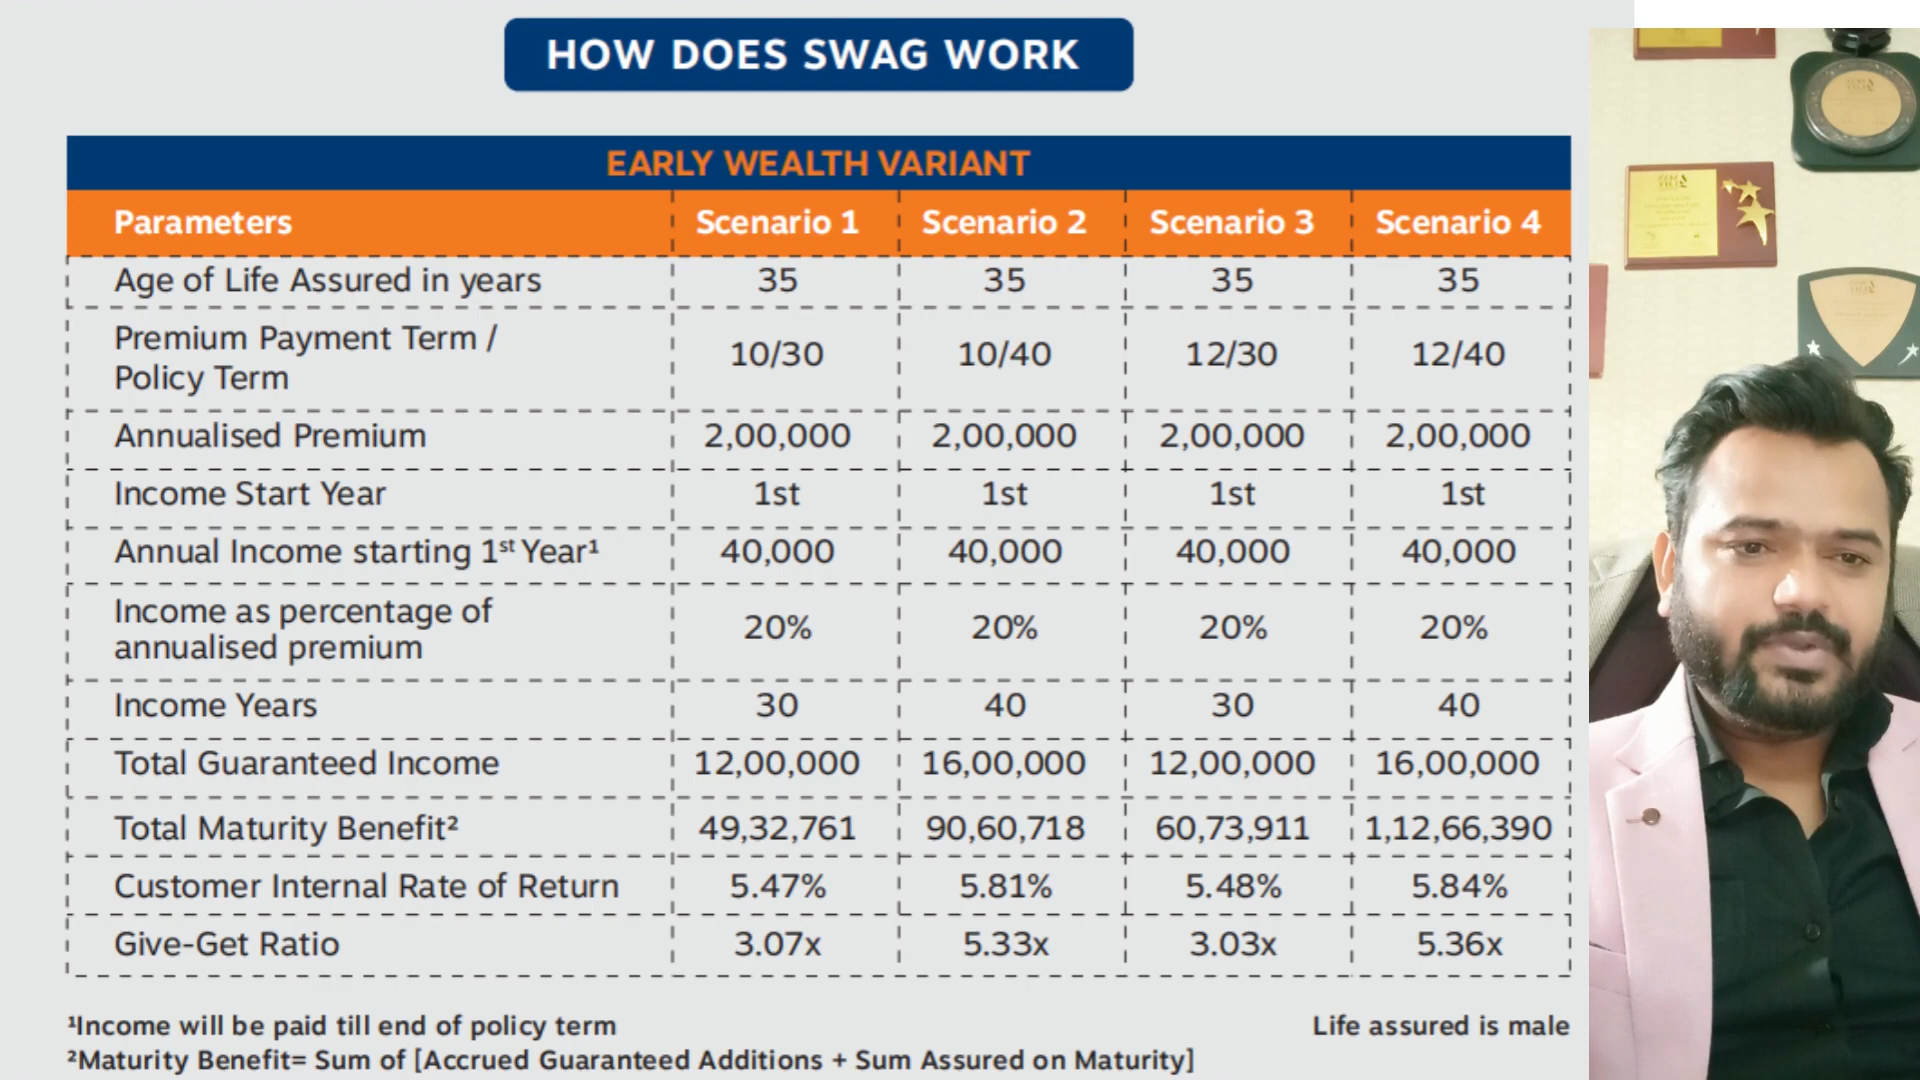 HOW DOES SWAG WORK
EARLY WEALTH VARIANT
Parameters Scenario 1 Scenario 2 Scenario 3 Scenario 4
Age of Life Assured in years 35 35 35 35
Premium Payment Term /
Policy Term 10/30 10/40 12/30 12/40
Annualised Premium 2,00,000 2,00,000 2,00,000 2,00,000
Income Start Year 1st 1st 1st 1st
Annual Income starting 1ˢᵗ Year¹ 40,000 40,000 40,000 40,000
Income as percentage of
annualised premium 20% 20% 20% 20%
Income Years 30 40 30 40
Total Guaranteed Income 12,00,000 16,00,000 12,00,000 16,00,000
Total Maturity Benefit² 49,32,761 90,60,718 60,73,911 1,12,66,390
Customer Internal Rate of Return 5.47% 5.81% 5.48% 5.84%
Give-Get Ratio 3.07x 5.33x 3.03x 5.36x
¹Income will be paid till end of policy term Life assured is male
²Maturity Benefit= Sum of [Accrued Guaranteed Additions + Sum Assured on Maturity]